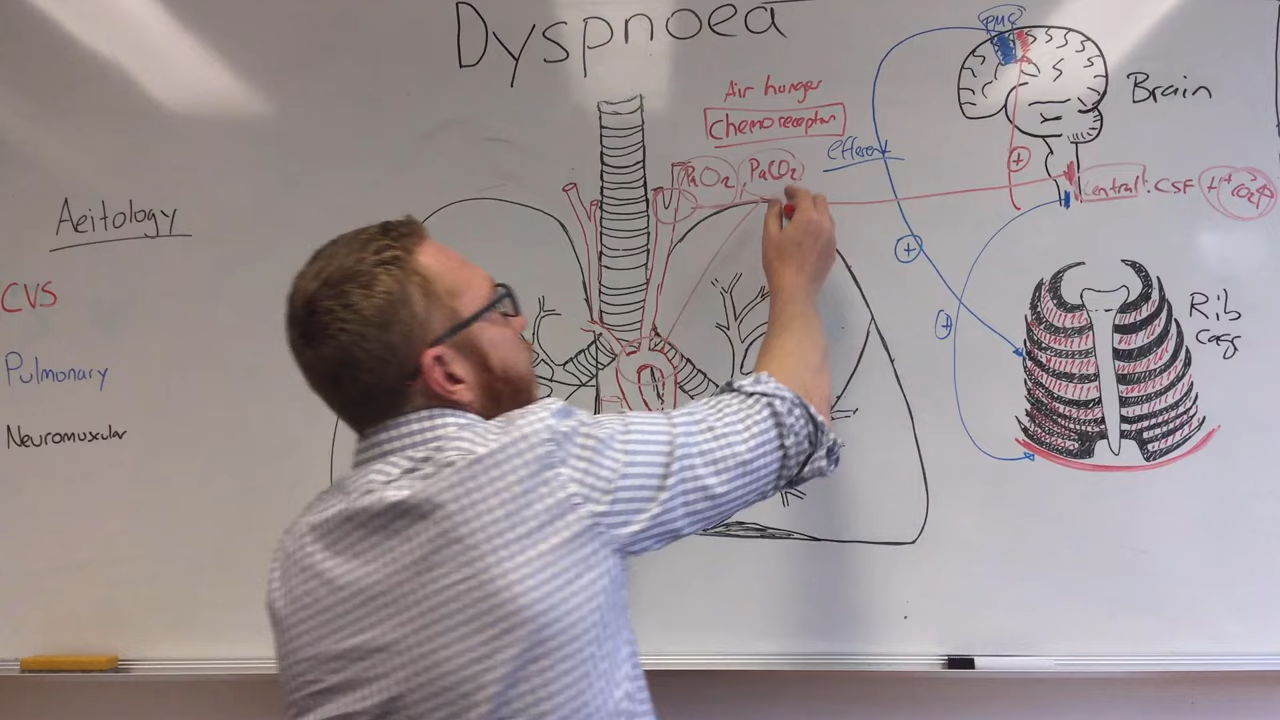 Dyspnoea
PMC
Brain
Air hunger
Chemoreceptor
efferent
PaO₂ PaCO₂
+
Central: CSF
Aeitology
+
+
Rib
cage
CVS
Pulmonary
Neuromuscular